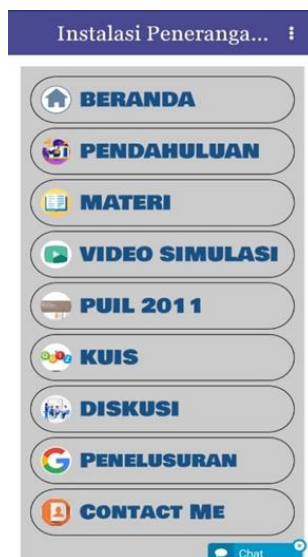 Instalasi Peneranga...
BERANDA
PENDAHULUAN
MATERI
VIDEO SIMULASI
PUIL 2011
KUIS
DISKUSI
PENELUSURAN
CONTACT ME
Chat